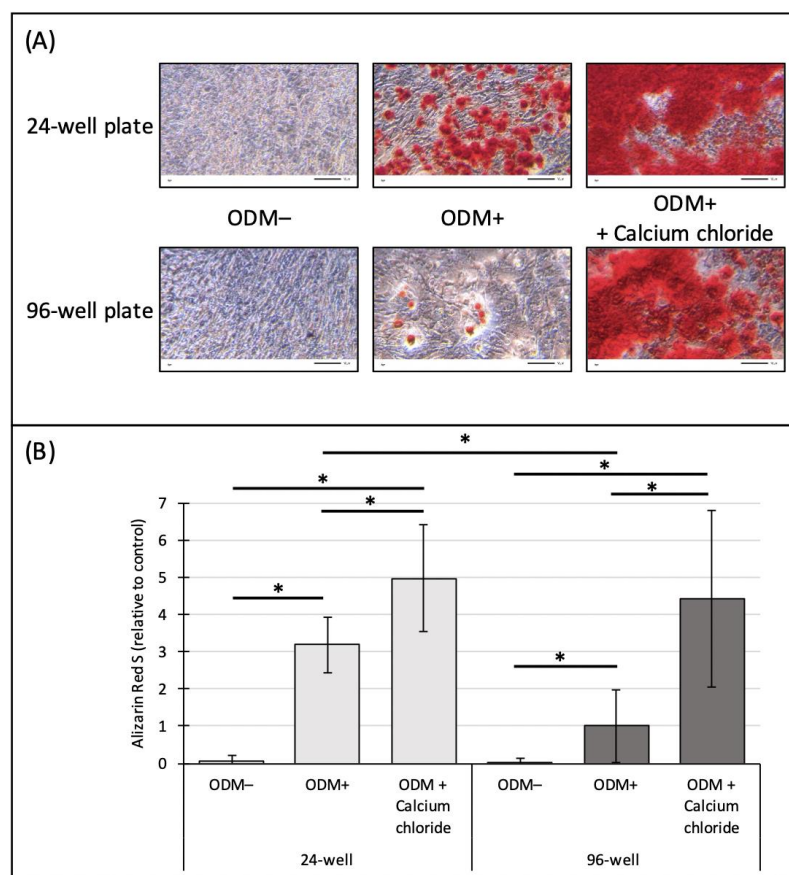 (A)
24-well plate
ODM–
ODM+
ODM+
+ Calcium chloride
96-well plate
(B)
*
*
*
*
*
*
*
Alizarin Red S (relative to control)
7
6
5
4
3
2
1
0
ODM–
ODM+
ODM +
Calcium
chloride
ODM–
ODM+
ODM +
Calcium
chloride
24-well
96-well